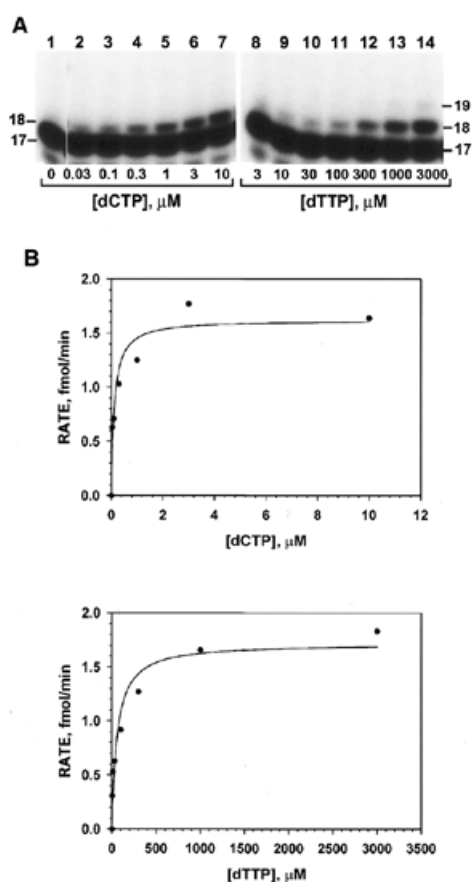 A
1 2 3 4 5 6 7 8 9 10 11 12 13 14
19
18 18
17 17
0 0.03 0.1 0.3 1 3 10 3 10 30 100 300 1000 3000
[dCTP], μM [dTTP], μM
B
2.0
1.5
1.0
0.5
0.0
RATE, fmol/min
0 2 4 6 8 10 12
[dCTP], μM
2.0
1.5
1.0
0.5
0.0
RATE, fmol/min
0 500 1000 1500 2000 2500 3000 3500
[dTTP], μM